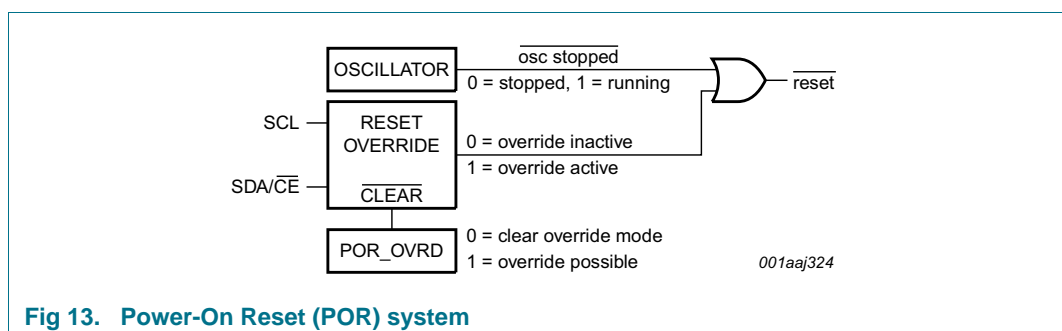 OSCILLATOR
osc stopped
0 = stopped, 1 = running
reset
SCL
RESET
OVERRIDE
0 = override inactive
1 = override active
SDA/CE
CLEAR
POR_OVRD
0 = clear override mode
1 = override possible
001aaj324
Fig 13. Power-On Reset (POR) system